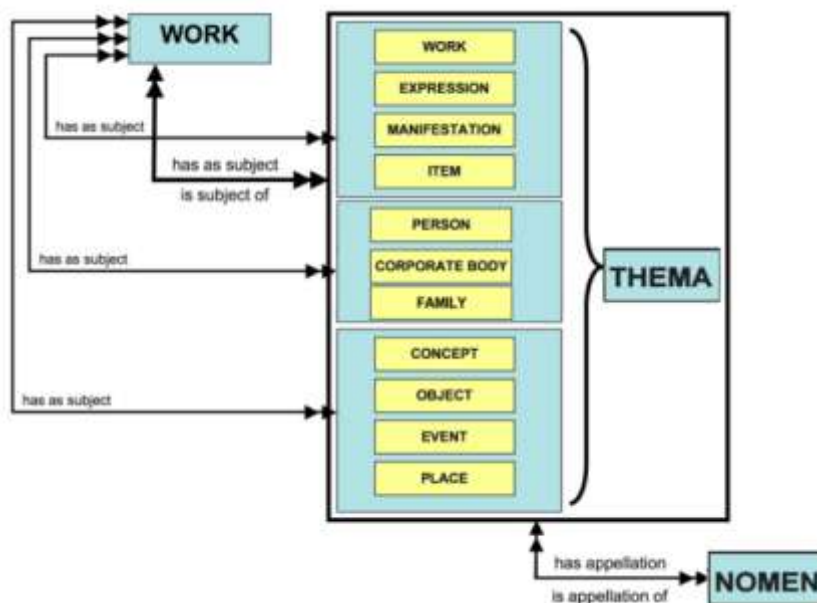 WORK
WORK
EXPRESSION
MANIFESTATION
has as subject
has as subject
ITEM
is subject of
PERSON
has as subject
CORPORATE BODY
THEMA
FAMILY
CONCEPT
OBJECT
has as subject
EVENT
PLACE
has appellation
is appellation of
NOMEN